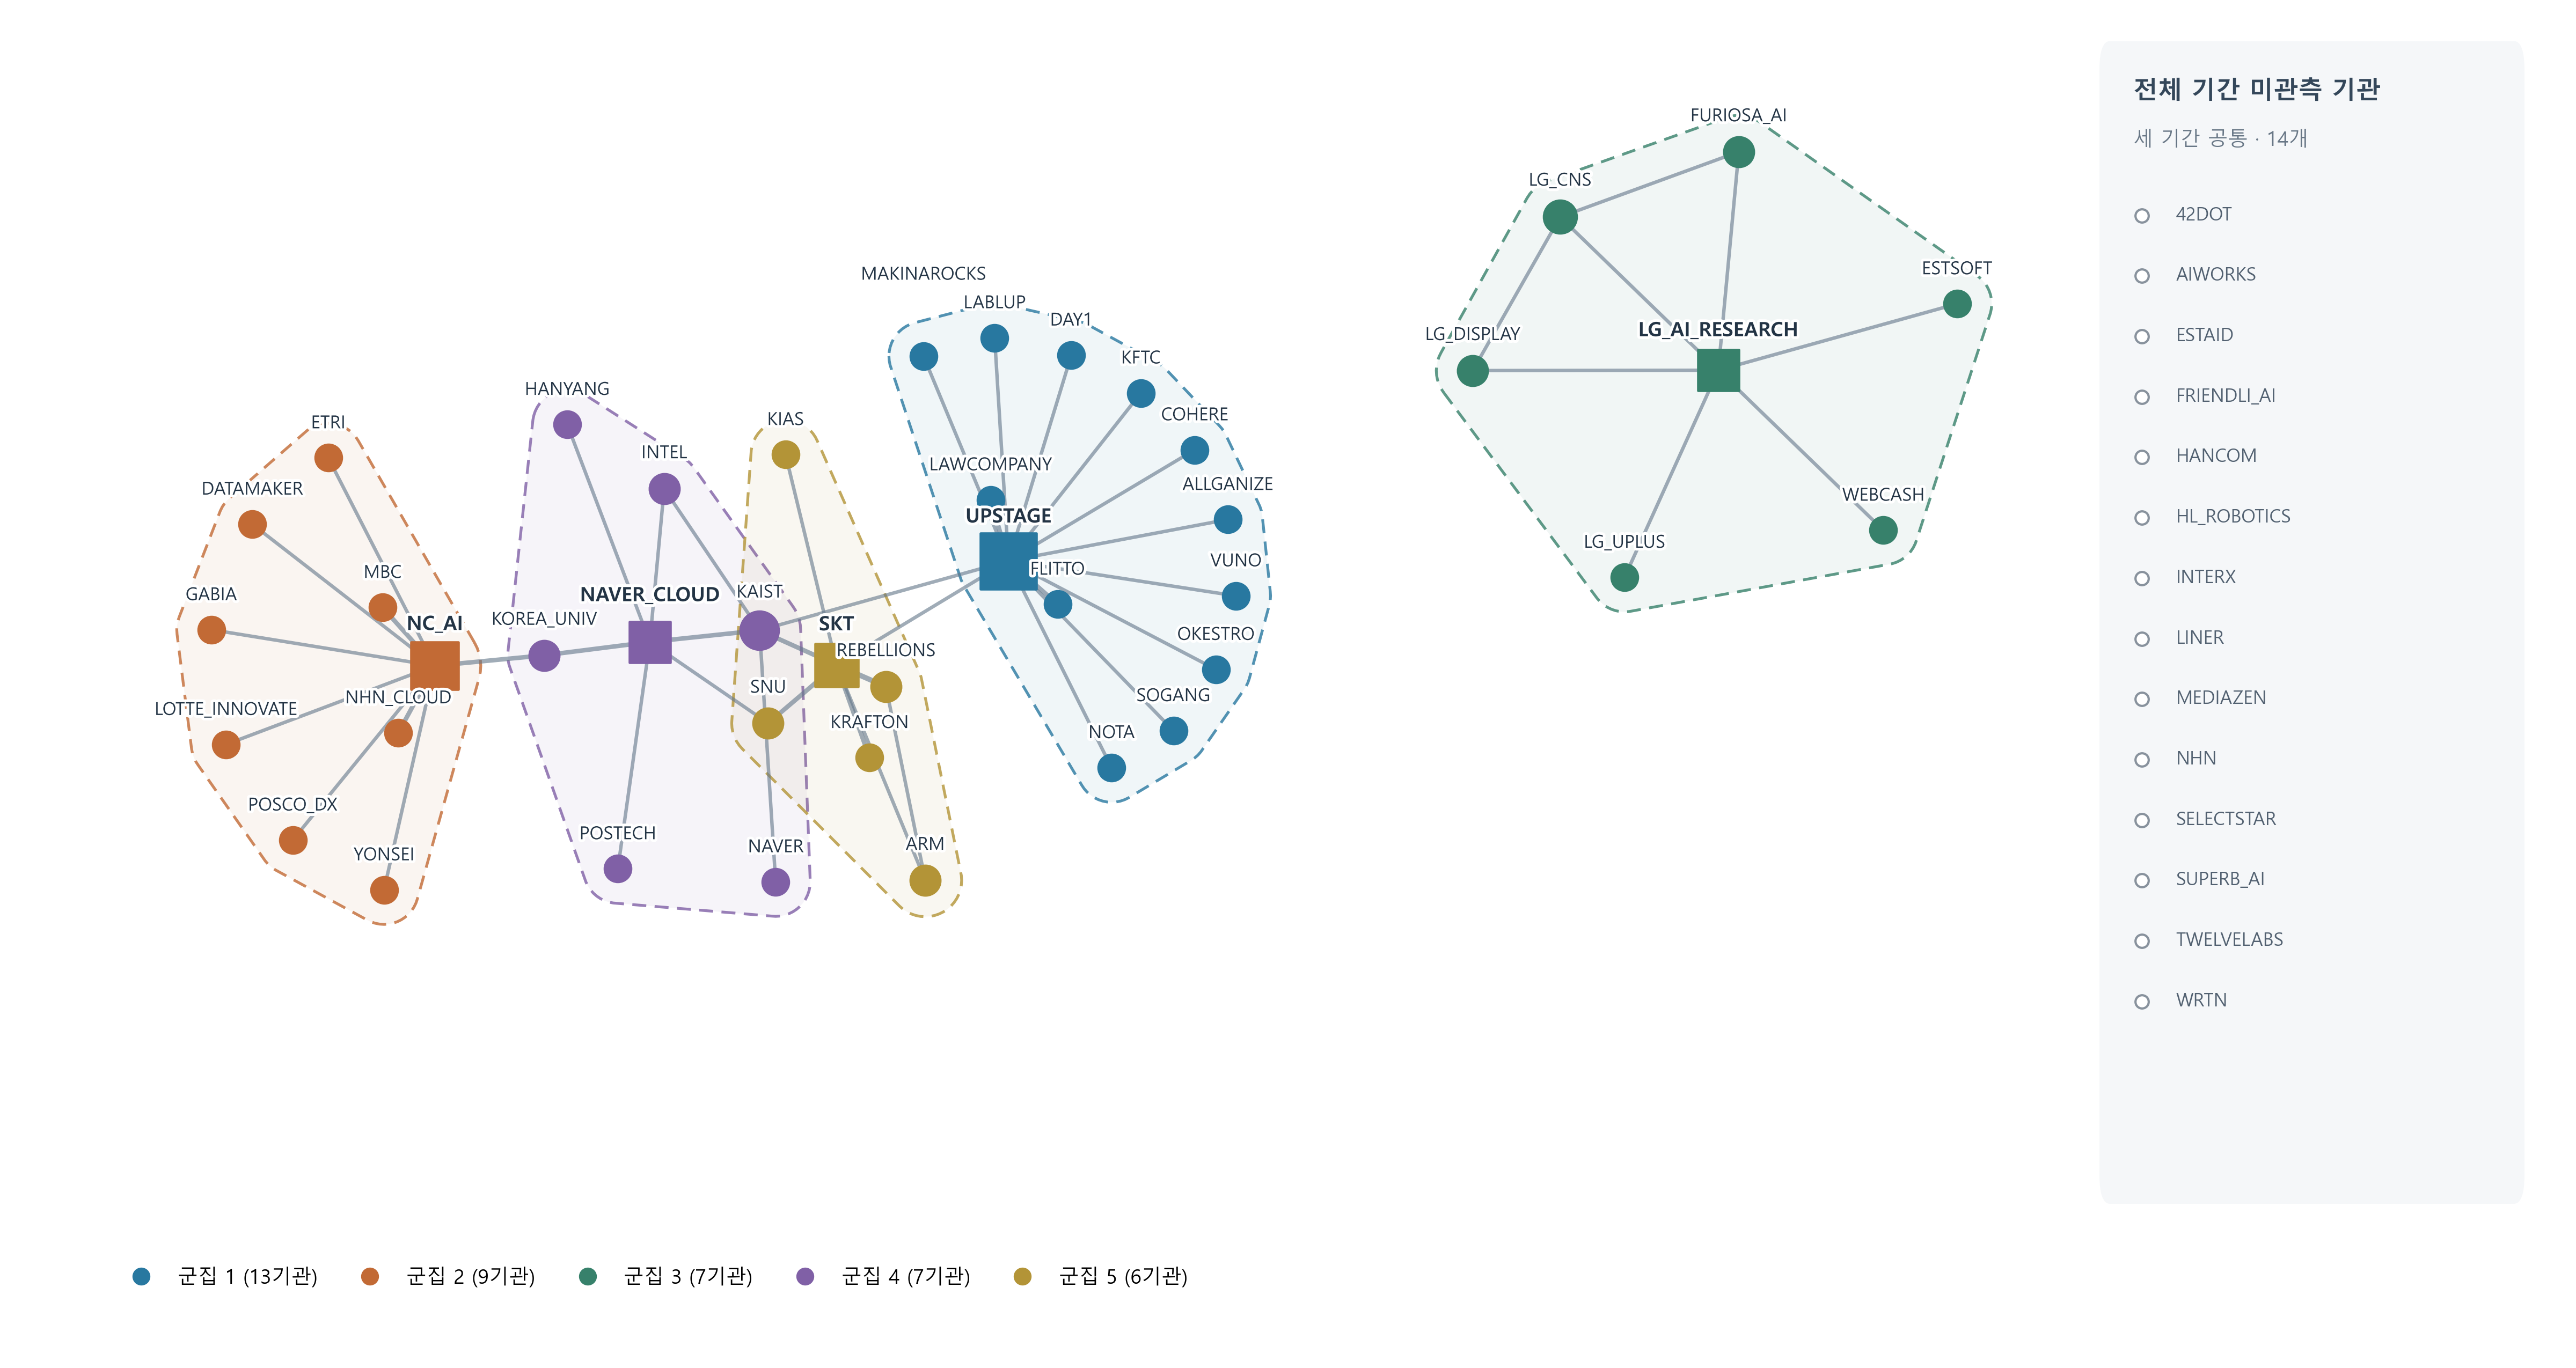 ETRI
DATAMAKER
MBC
GABIA
NC_AI
NHN_CLOUD
LOTTE_INNOVATE
POSCO_DX
YONSEI
HANYANG
INTEL
NAVER_CLOUD
KAIST
KOREA_UNIV
POSTECH
NAVER
KIAS
SKT
REBELLIONS
SNU
KRAFTON
ARM
MAKINAROCKS
LABLUP
DAY1
KFTC
COHERE
LAWCOMPANY
ALLGANIZE
UPSTAGE
VUNO
FLITTO
OKESTRO
SOGANG
NOTA
FURIOSA_AI
LG_CNS
ESTSOFT
LG_DISPLAY
LG_AI_RESEARCH
WEBCASH
LG_UPLUS
전체 기간 미관측 기관
세 기간 공통 · 14개
42DOT
AIWORKS
ESTAID
FRIENDLI_AI
HANCOM
HL_ROBOTICS
INTERX
LINER
MEDIAZEN
NHN
SELECTSTAR
SUPERB_AI
TWELVELABS
WRTN
군집 1 (13기관)
군집 2 (9기관)
군집 3 (7기관)
군집 4 (7기관)
군집 5 (6기관)